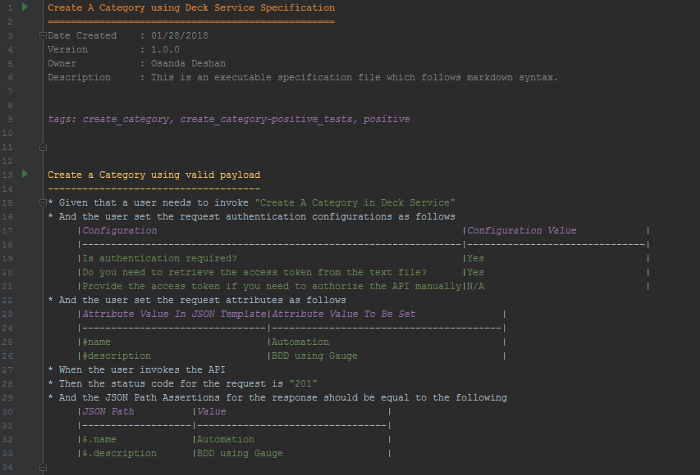 1 Create A Category using Deck Service Specification
2 =================================================
3 Date Created : 01/28/2018
4 Version : 1.0.0
5 Owner : Osanda Deshan
6 Description : This is an executable specification file which follows markdown syntax.
7
8
9 tags: create_category, create_category-positive_tests, positive
10
11
12
13 Create a Category using valid payload
14 -------------------------------------
15 * Given that a user needs to invoke "Create A Category in Deck Service"
16 * And the user set the request authentication configurations as follows
17 |Configuration |Configuration Value |
18 |------------------------------------------------------------------|-------------------------------|
19 |Is authentication required? |Yes |
20 |Do you need to retrieve the access token from the text file? |Yes |
21 |Provide the access token if you need to authorize the API manually|N/A |
22 * And the user set the request attributes as follows
23 |Attribute Value In JSON Template|Attribute Value To Be Set |
24 |--------------------------------|----------------------------------------|
25 |#name |Automation |
26 |#description |BDD using Gauge |
27 * When the user invokes the API
28 * Then the status code for the request is "201"
29 * And the JSON Path Assertions for the response should be equal to the following
30 |JSON Path |Value |
31 |-------------------|---------------------------------|
32 |$.name |Automation |
33 |$.description |BDD using Gauge |
34